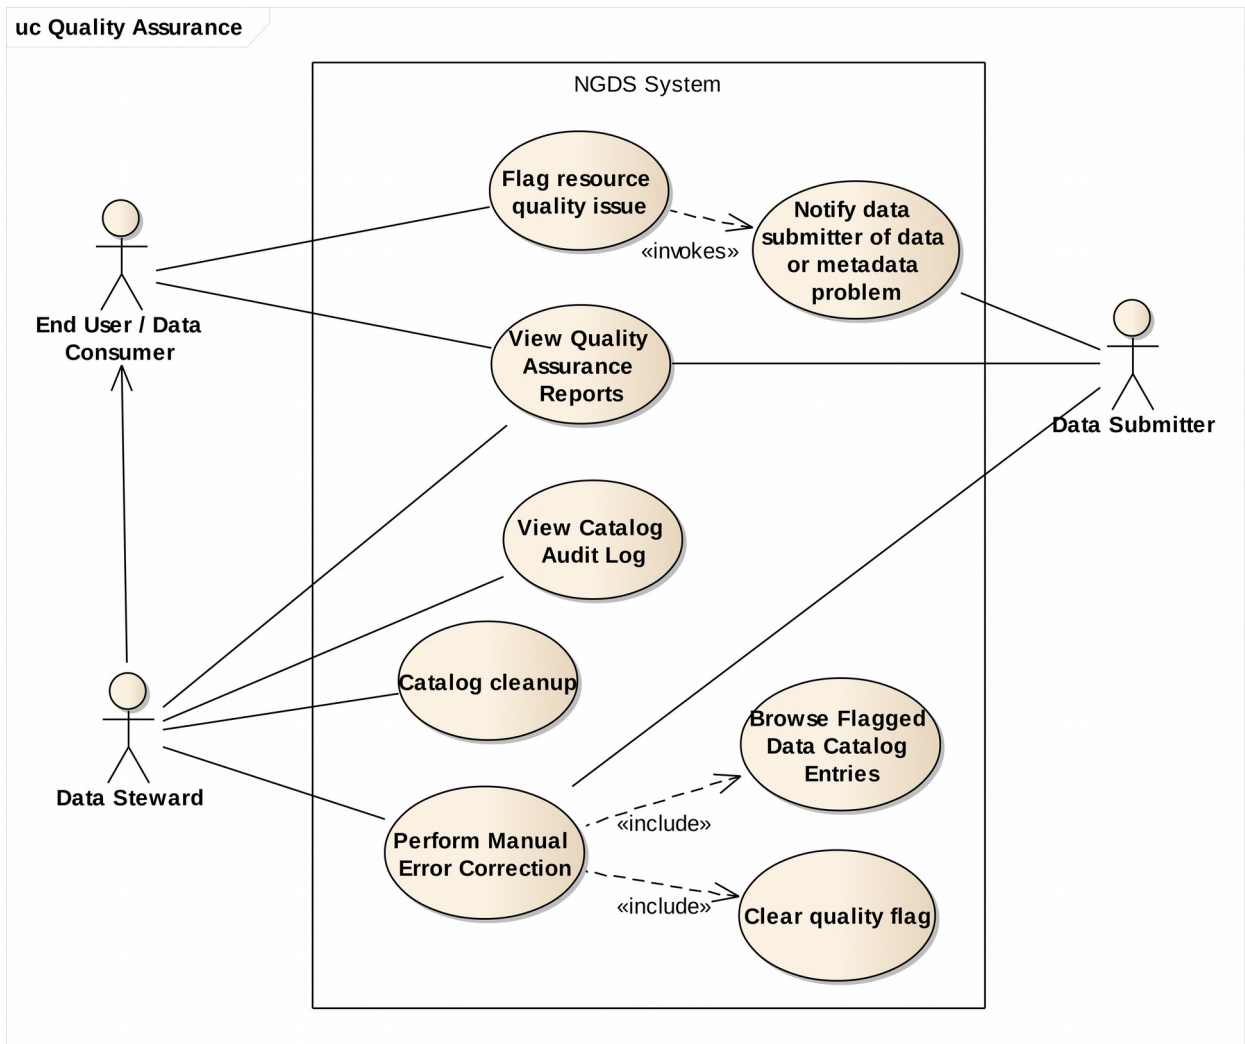 uc Quality Assurance
NGDS System
Flag resource
quality issue
«invokes»
Notify data
submitter of data
or metadata
problem
End User / Data
Consumer
View Quality
Assurance
Reports
Data Submitter
View Catalog
Audit Log
Catalog cleanup
Data Steward
Browse Flagged
Data Catalog
Entries
«include»
Perform Manual
Error Correction
«include»
Clear quality flag